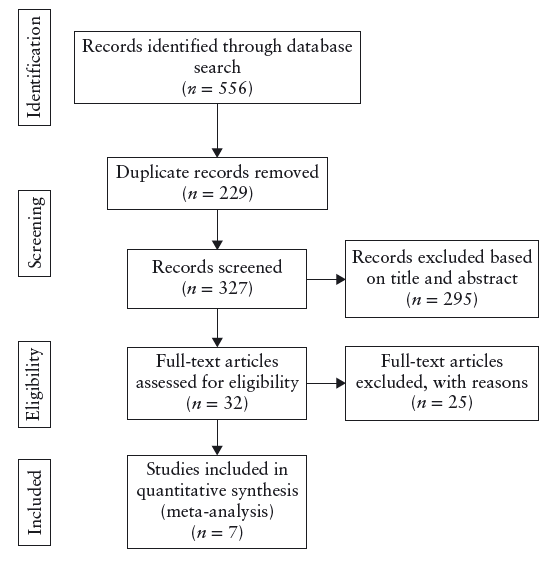 Identification
Records identified through database
search
(n = 556)
Duplicate records removed
(n = 229)
Screening
Records screened
(n = 327)
Records excluded based
on title and abstract
(n = 295)
Eligibility
Full-text articles
assessed for eligibility
(n = 32)
Full-text articles
excluded, with reasons
(n = 25)
Included
Studies included in
quantitative synthesis
(meta-analysis)
(n = 7)